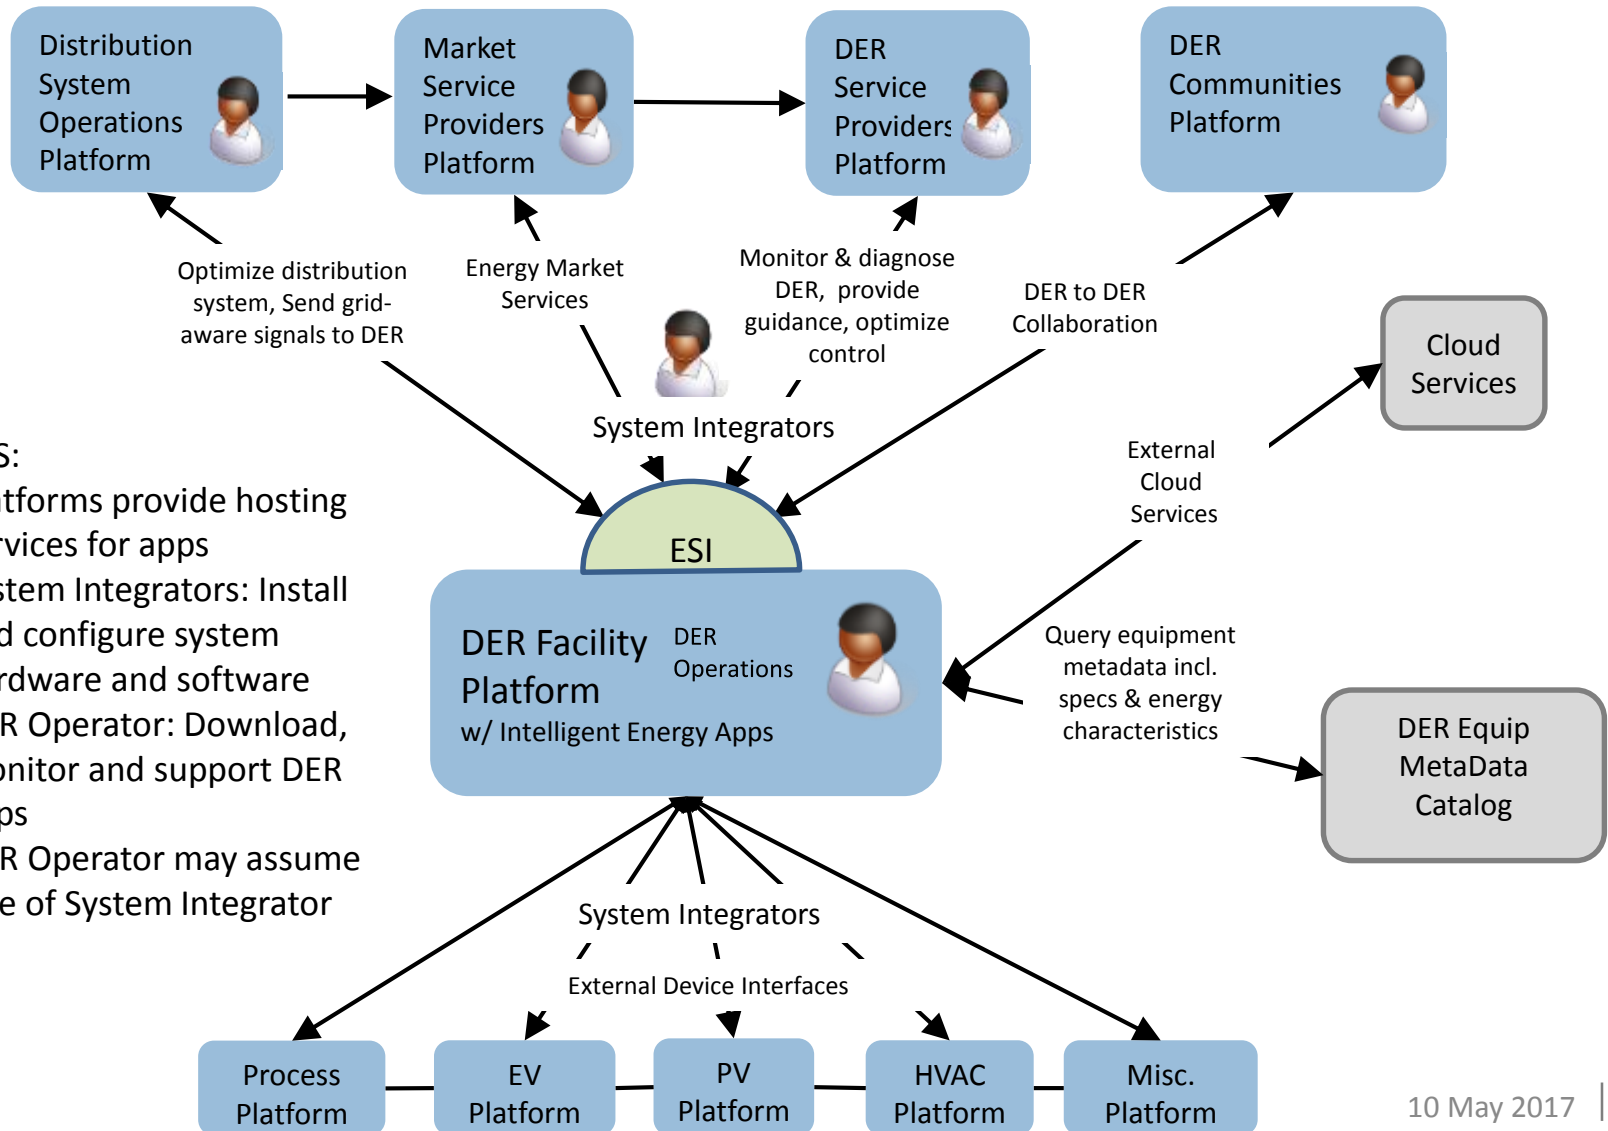 Distribution
System
Operations
Platform
Market
Service
Providers
Platform
DER
Service
Providers
Platform
DER
Communities
Platform
Optimize distribution
system, Send grid-
aware signals to DER
Energy Market
Services
Monitor & diagnose
DER, provide
guidance, optimize
control
DER to DER
Collaboration
Cloud
Services
System Integrators
External
Cloud
Services
S:
atforms provide hosting
rvices for apps
stem Integrators: Install
d configure system
rdware and software
R Operator: Download,
onitor and support DER
ps
R Operator may assume
e of System Integrator
ESI
DER Facility
Platform
w/ Intelligent Energy Apps
DER
Operations
Query equipment
metadata incl.
specs & energy
characteristics
DER Equip
MetaData
Catalog
System Integrators
External Device Interfaces
Process
Platform
EV
Platform
PV
Platform
HVAC
Platform
Misc.
Platform
10 May 2017 |